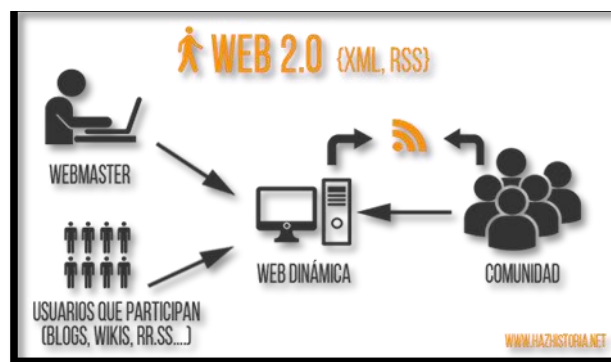 WEB 2.0 {XML, RSS}
WEBMASTER
USUARIOS QUE PARTICIPAN
(BLOGS, WIKIS, RR.SS....)
WEB DINÁMICA
COMUNIDAD
WWW.HAZHISTORIA.NET